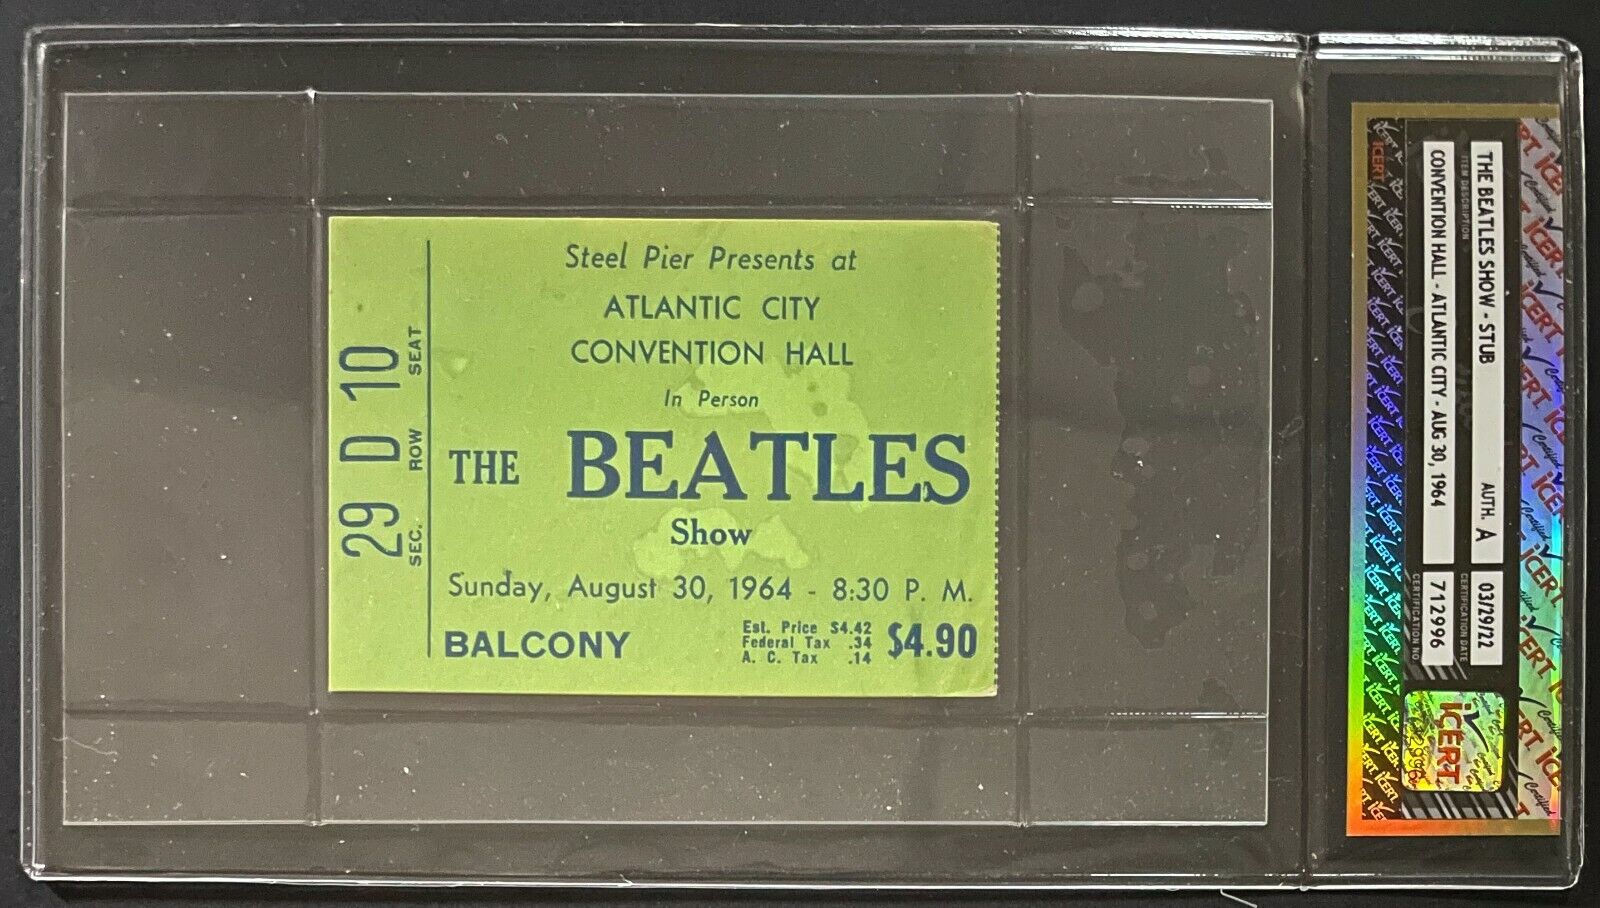 Steel Pier Presents at
ATLANTIC CITY
CONVENTION HALL
In Person
THE BEATLES
Show
Sunday, August 30, 1964 - 8:30 P. M.
BALCONY
Est. Price $4.42
Federal Tax .34
A. C. Tax .14
$4.90
29 D 10
SEC. ROW SEAT
THE BEATLES SHOW - STUB AUTH. A 03/29/22
ITEM DESCRIPTION CERTIFICATION DATE
CONVENTION HALL - ATLANTIC CITY - AUG 30, 1964 7129966
CERTIFICATION NO
iCERT